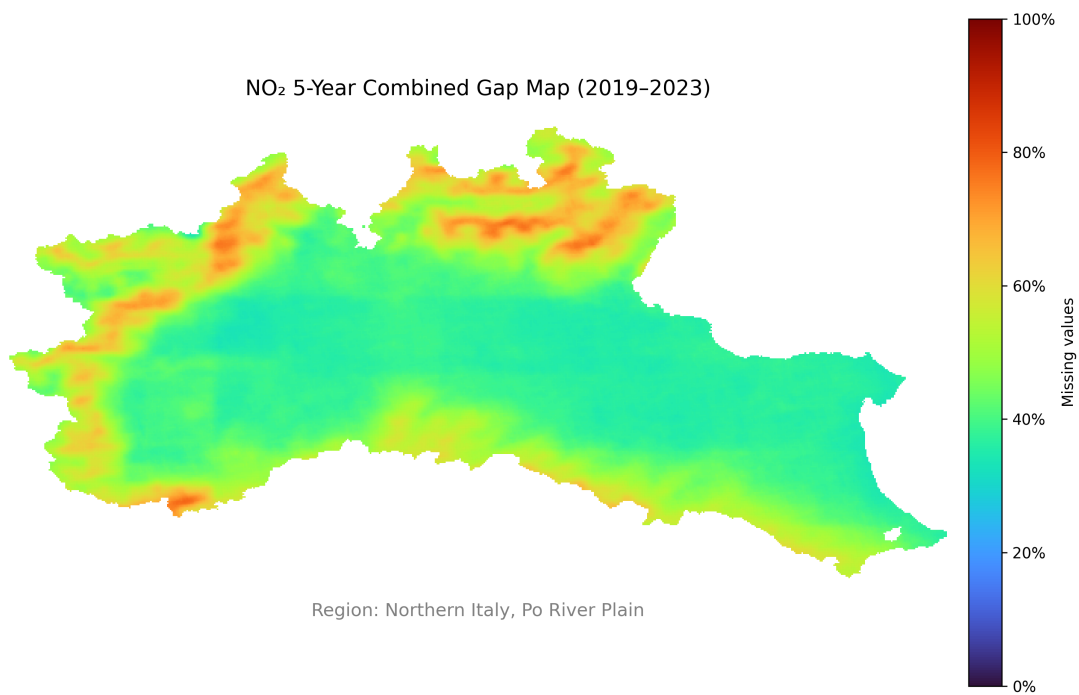 NO₂ 5-Year Combined Gap Map (2019–2023)
100%
80%
60%
40%
20%
0%
Missing values
Region: Northern Italy, Po River Plain